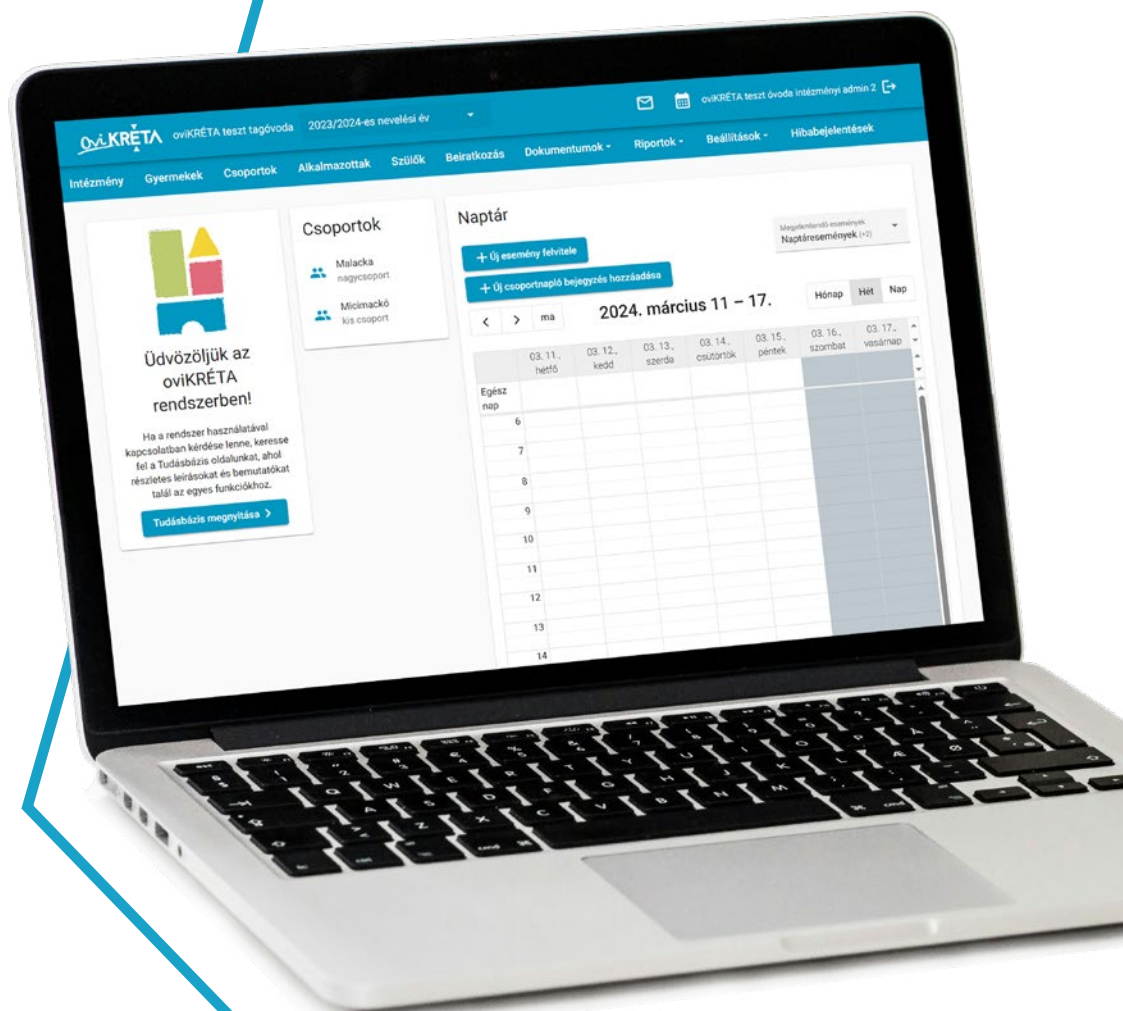 oviKRÉTA oviKRÉTA teszt tagóvoda 2023/2024-es nevelési év oviKRÉTA teszt óvoda intézményi admin 2
Intézmény Gyermekek Csoportok Alkalmazottak Szülők Beiratkozás Dokumentumok Riportok Beállítások Hibabejelentések
Üdvözöljük az
oviKRÉTA
rendszerben!
Ha a rendszer használatával
kapcsolatban kérdése lenne, keresse
fel a Tudásbázis oldalunkat, ahol
részletes leírásokat és bemutatókat
talál az egyes funkciókhoz.
Tudásbázis megnyitása >
Csoportok
Malacka
nagycsoport
Micimackó
kis csoport
Naptár
+ Új esemény felvitele
Megjelenítendő események
Naptáresemények (+2)
+ Új csoportnapló bejegyzés hozzáadása
< > ma 2024. március 11 – 17. Hónap Hét Nap
03. 11., 03. 12., 03. 13., 03. 14., 03. 15., 03. 16., 03. 17.,
hétfő kedd szerda csütörtök péntek szombat vasárnap
Egész
nap
6
7
8
9
10
11
12
13
14